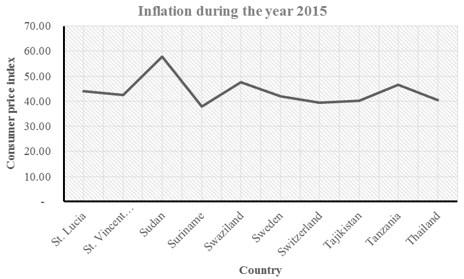 Inflation during the year 2015
Consumer price index
70.00
60.00
50.00
40.00
30.00
20.00
10.00
-
St. Lucia
St. Vincent…
Sudan
Suriname
Swaziland
Sweden
Switzerland
Tajikistan
Tanzania
Thailand
Country